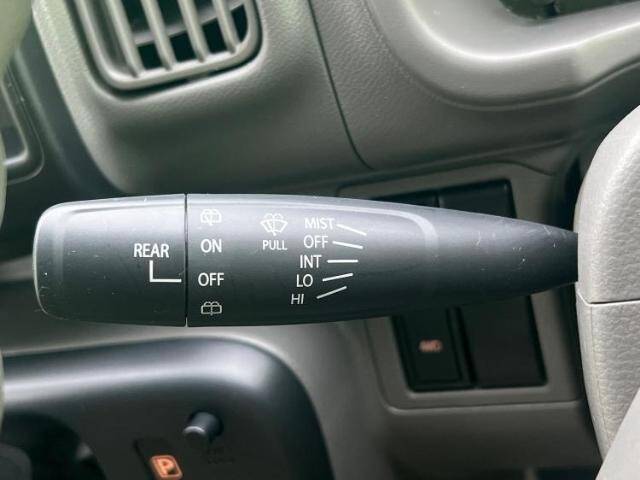 REAR
ON
OFF
PULL
MIST
OFF
INT
LO
HI
P